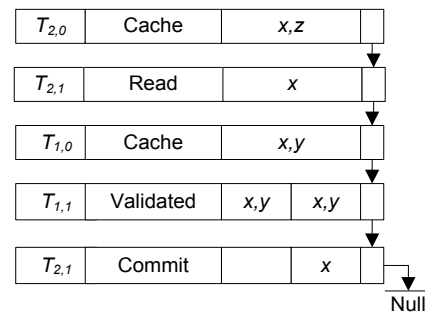 T2,0 Cache x,z
T2,1 Read x
T1,0 Cache x,y
T1,1 Validated x,y x,y
T2,1 Commit x
Null